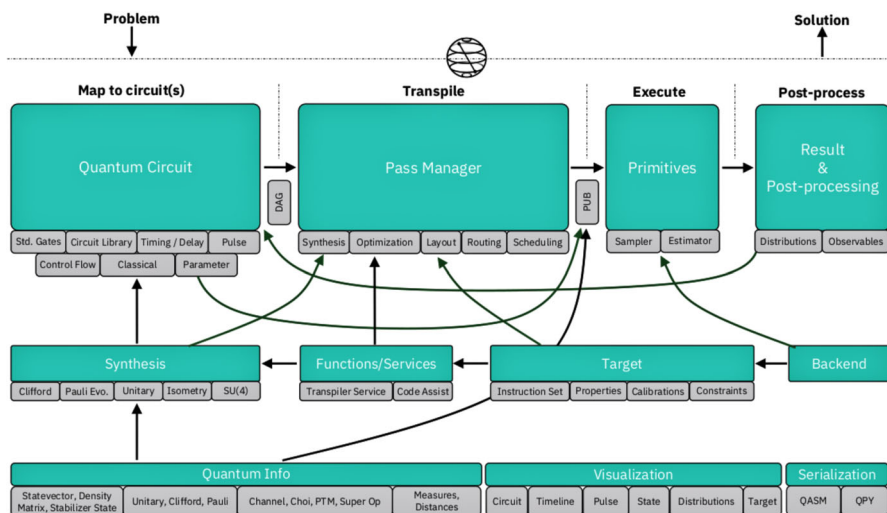 Problem
Solution
Map to circuit(s)
Transpile
Execute
Post-process
Quantum Circuit
DAG
Pass Manager
PUB
Primitives
Result
&
Post-processing
Std. Gates
Circuit Library
Timing / Delay
Pulse
Control Flow
Classical
Parameter
Synthesis
Optimization
Layout
Routing
Scheduling
Sampler
Estimator
Distributions
Observables
Synthesis
Functions/Services
Target
Backend
Clifford
Pauli Evo.
Unitary
Isometry
SU(4)
Transpiler Service
Code Assist
Instruction Set
Properties
Calibrations
Constraints
Quantum Info
Visualization
Serialization
Statevector, Density
Matrix, Stabilizer State
Unitary, Clifford, Pauli
Channel, Choi, PTM, Super Op
Measures,
Distances
Circuit
Timeline
Pulse
State
Distributions
Target
QASM
QPY